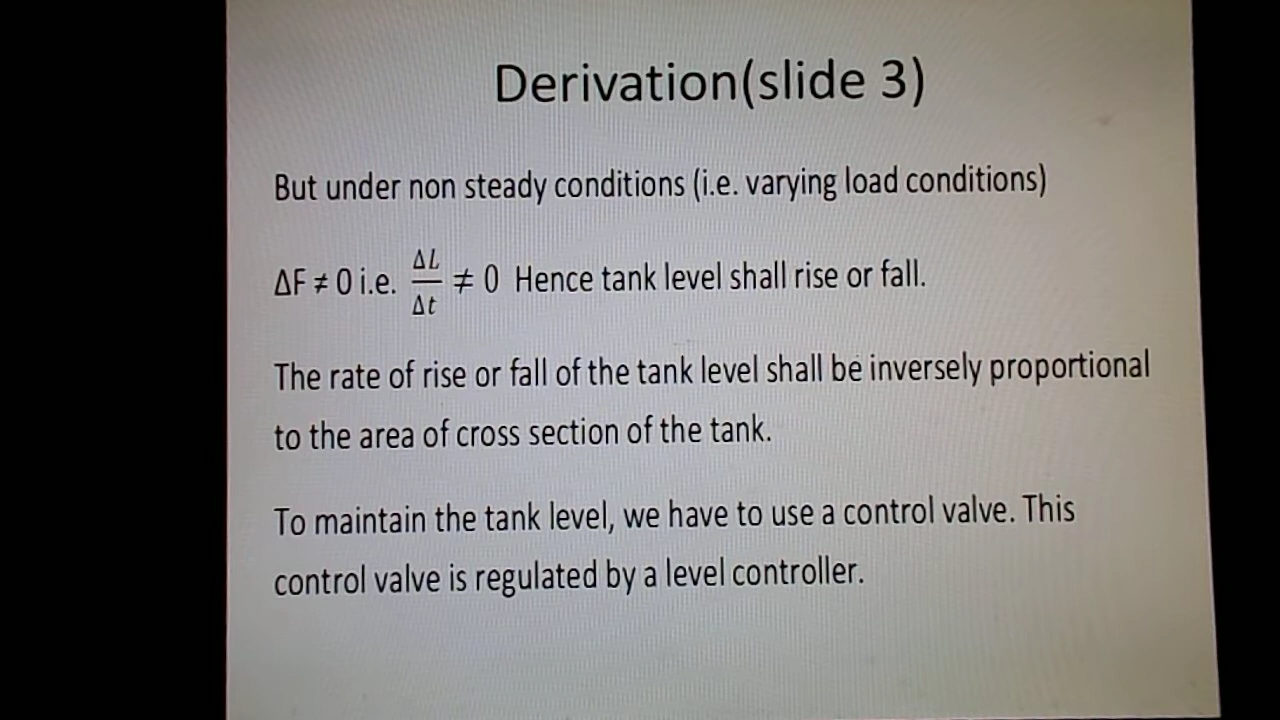 Derivation(slide 3)
But under non steady conditions (i.e. varying load conditions)
ΔF ≠ 0 i.e. ΔL/Δt ≠ 0 Hence tank level shall rise or fall.
The rate of rise or fall of the tank level shall be inversely proportional
to the area of cross section of the tank.
To maintain the tank level, we have to use a control valve. This
control valve is regulated by a level controller.